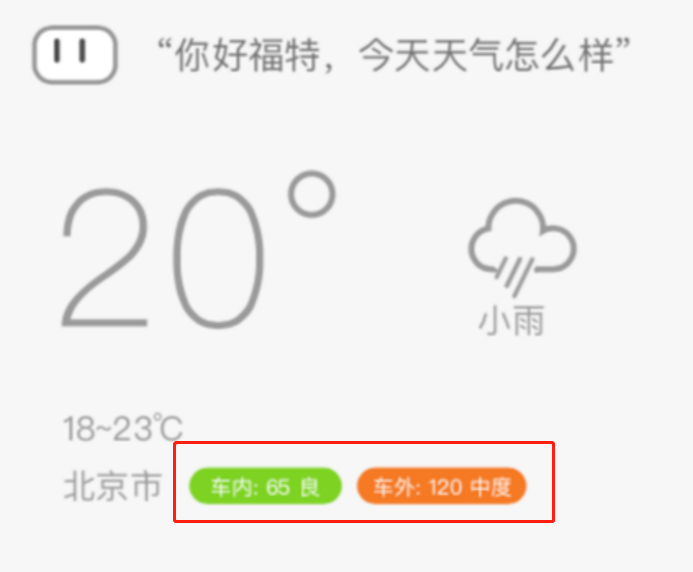 “你好福特，今天天气怎么样”
20°
小雨
18~23℃
北京市 车内: 65 良 车外: 120 中度